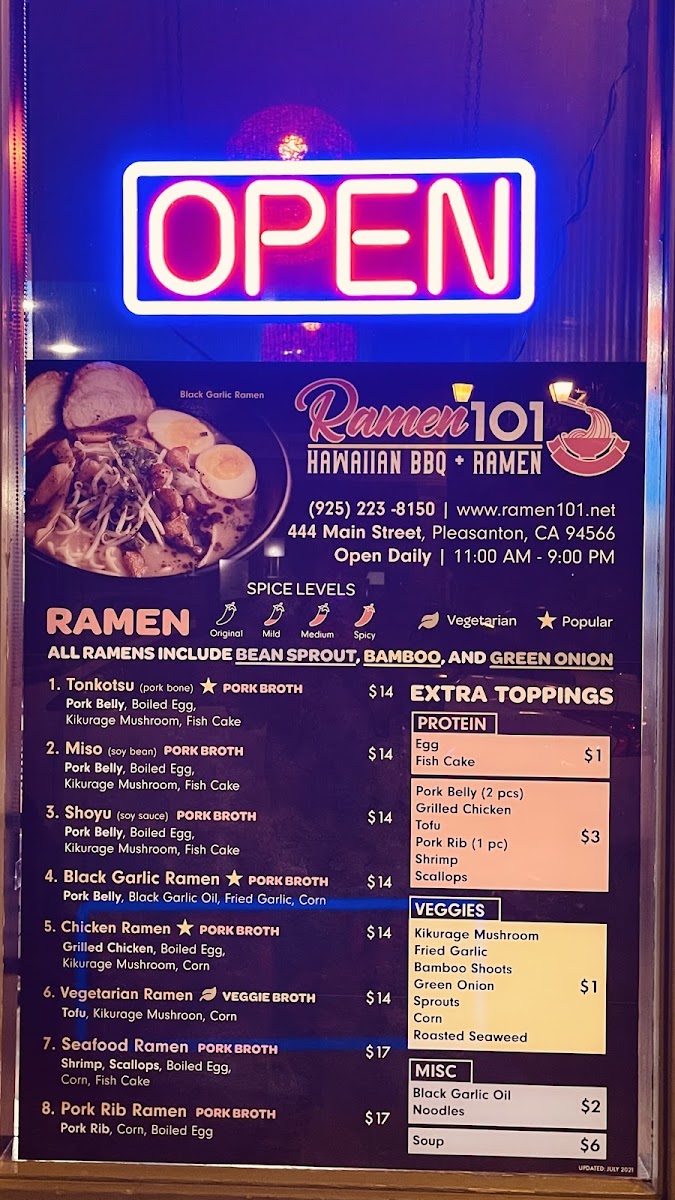 OPEN
Black Garlic Ramen
Ramen 101
HAWAIIAN BBQ + RAMEN
(925) 223 -8150 | www.ramen101.net
444 Main Street, Pleasanton, CA 94566
Open Daily | 11:00 AM - 9:00 PM
SPICE LEVELS
RAMEN
Original Mild Medium Spicy
Vegetarian Popular
ALL RAMENS INCLUDE BEAN SPROUT, BAMBOO, AND GREEN ONION
1. Tonkotsu (pork bone) ★ PORK BROTH $14
Pork Belly, Boiled Egg,
Kikurage Mushroom, Fish Cake
2. Miso (soy bean) PORK BROTH $14
Pork Belly, Boiled Egg,
Kikurage Mushroom, Fish Cake
3. Shoyu (soy sauce) PORK BROTH $14
Pork Belly, Boiled Egg,
Kikurage Mushroom, Fish Cake
4. Black Garlic Ramen ★ PORK BROTH $14
Pork Belly, Black Garlic Oil, Fried Garlic, Corn
5. Chicken Ramen ★ PORK BROTH $14
Grilled Chicken, Boiled Egg,
Kikurage Mushroom, Corn
6. Vegetarian Ramen VEGGIE BROTH $14
Tofu, Kikurage Mushroon, Corn
7. Seafood Ramen PORK BROTH $17
Shrimp, Scallops, Boiled Egg,
Corn, Fish Cake
8. Pork Rib Ramen PORK BROTH $17
Pork Rib, Corn, Boiled Egg
EXTRA TOPPINGS
PROTEIN
Egg
Fish Cake
$1
Pork Belly (2 pcs)
Grilled Chicken
Tofu
Pork Rib (1 pc)
Shrimp
Scallops
$3
VEGGIES
Kikurage Mushroom
Fried Garlic
Bamboo Shoots
Green Onion
Sprouts
Corn
Roasted Seaweed
$1
MISC
Black Garlic Oil
Noodles
$2
Soup $6
UPDATED: JULY 2021